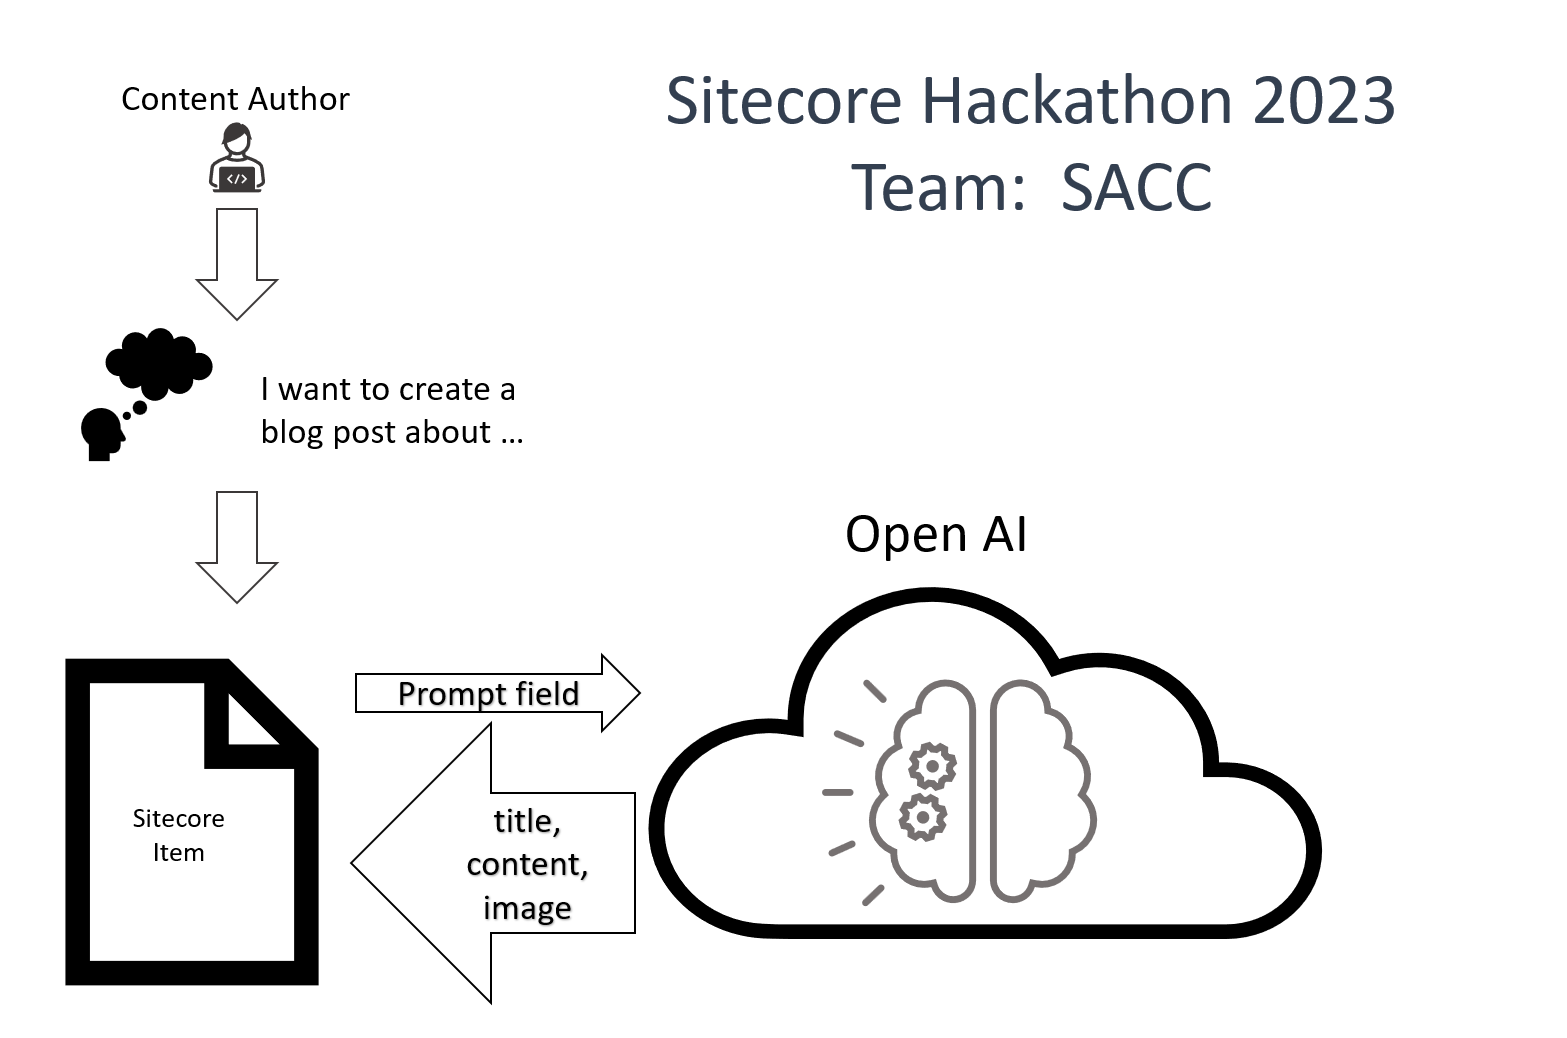 Sitecore Hackathon 2023
Team:  SACC
Content Author
</>
I want to create a
blog post about ...
Open AI
Prompt field
title,
content,
image
Sitecore
Item